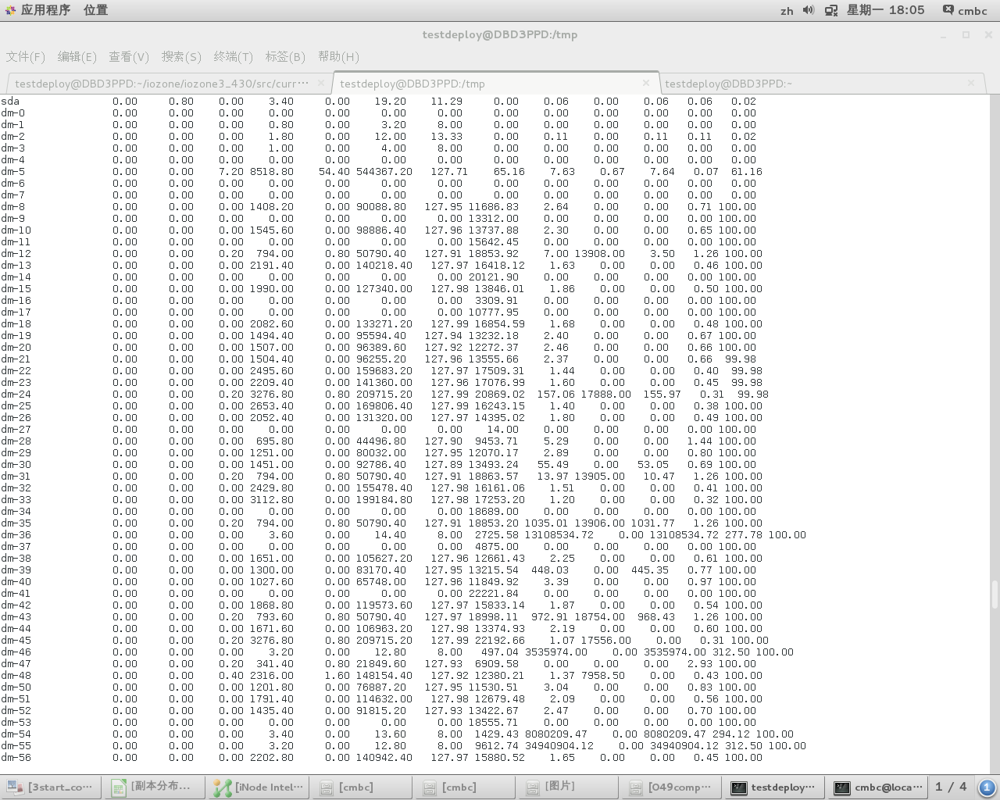 应用程序 位置 zh 星期一 18:05 cmbc
testdeploy@DBD3PPD:/tmp
文件(F) 编辑(E) 查看(V) 搜索(S) 终端(T) 标签(B) 帮助(H)
testdeploy@DBD3PPD:~/iozone/iozone3_430/src/curr··· testdeploy@DBD3PPD:/tmp testdeploy@DBD3PPD:~
sda 0.00 0.80 0.00 3.40 0.00 19.20 11.29 0.00 0.06 0.00 0.06 0.06 0.02
dm-0 0.00 0.00 0.00 0.00 0.00 0.00 0.00 0.00 0.00 0.00 0.00 0.00 0.00
dm-1 0.00 0.00 0.00 0.80 0.00 3.20 8.00 0.00 0.00 0.00 0.00 0.00 0.00
dm-2 0.00 0.00 0.00 1.80 0.00 12.00 13.33 0.00 0.11 0.00 0.11 0.11 0.02
dm-3 0.00 0.00 0.00 1.00 0.00 4.00 8.00 0.00 0.00 0.00 0.00 0.00 0.00
dm-4 0.00 0.00 0.00 0.00 0.00 0.00 0.00 0.00 0.00 0.00 0.00 0.00 0.00
dm-5 0.00 0.00 7.20 8518.80 54.40 544367.20 127.71 65.16 7.63 0.67 7.64 0.07 61.16
dm-6 0.00 0.00 0.00 0.00 0.00 0.00 0.00 0.00 0.00 0.00 0.00 0.00 0.00
dm-7 0.00 0.00 0.00 0.00 0.00 0.00 0.00 0.00 0.00 0.00 0.00 0.00 0.00
dm-8 0.00 0.00 0.00 1408.20 0.00 90088.80 127.95 11686.83 2.64 0.00 0.00 0.71 100.00
dm-9 0.00 0.00 0.00 0.00 0.00 0.00 0.00 13312.00 0.00 0.00 0.00 0.00 100.00
dm-10 0.00 0.00 0.00 1545.60 0.00 98886.40 127.96 13737.88 2.30 0.00 0.00 0.65 100.00
dm-11 0.00 0.00 0.00 0.00 0.00 0.00 0.00 15642.45 0.00 0.00 0.00 0.00 100.00
dm-12 0.00 0.00 0.20 794.00 0.80 50790.40 127.91 18853.92 7.00 13908.00 3.50 1.26 100.00
dm-13 0.00 0.00 0.00 2191.40 0.00 140218.40 127.97 16418.12 1.63 0.00 0.00 0.46 100.00
dm-14 0.00 0.00 0.00 0.00 0.00 0.00 0.00 20121.90 0.00 0.00 0.00 0.00 100.00
dm-15 0.00 0.00 0.00 1990.00 0.00 127340.00 127.98 13846.01 1.86 0.00 0.00 0.50 100.00
dm-16 0.00 0.00 0.00 0.00 0.00 0.00 0.00 3309.91 0.00 0.00 0.00 0.00 100.00
dm-17 0.00 0.00 0.00 0.00 0.00 0.00 0.00 10777.95 0.00 0.00 0.00 0.00 100.00
dm-18 0.00 0.00 0.00 2082.60 0.00 133271.20 127.99 16854.59 1.68 0.00 0.00 0.48 100.00
dm-19 0.00 0.00 0.00 1494.40 0.00 95594.40 127.94 13232.18 2.40 0.00 0.00 0.67 100.00
dm-20 0.00 0.00 0.00 1507.00 0.00 96389.60 127.92 12272.37 2.46 0.00 0.00 0.66 100.00
dm-21 0.00 0.00 0.00 1504.40 0.00 96255.20 127.96 13555.66 2.37 0.00 0.00 0.66 99.98
dm-22 0.00 0.00 0.00 2495.60 0.00 159683.20 127.97 17509.31 1.44 0.00 0.00 0.40 99.98
dm-23 0.00 0.00 0.00 2209.40 0.00 141360.00 127.96 17076.99 1.60 0.00 0.00 0.45 99.98
dm-24 0.00 0.00 0.20 3276.80 0.80 209715.20 127.99 20869.02 157.06 17888.00 155.97 0.31 99.98
dm-25 0.00 0.00 0.00 2653.40 0.00 169806.40 127.99 16243.15 1.40 0.00 0.00 0.38 100.00
dm-26 0.00 0.00 0.00 2052.40 0.00 131320.00 127.97 14395.02 1.80 0.00 0.00 0.49 100.00
dm-27 0.00 0.00 0.00 0.00 0.00 0.00 0.00 14.00 0.00 0.00 0.00 0.00 100.00
dm-28 0.00 0.00 0.00 695.80 0.00 44496.80 127.90 9453.71 5.29 0.00 0.00 1.44 100.00
dm-29 0.00 0.00 0.00 1251.00 0.00 80032.00 127.95 12070.17 2.89 0.00 0.00 0.80 100.00
dm-30 0.00 0.00 0.00 1451.00 0.00 92786.40 127.89 13493.24 55.49 0.00 53.05 0.69 100.00
dm-31 0.00 0.00 0.20 794.00 0.80 50790.40 127.91 18863.57 13.97 13905.00 10.47 1.26 100.00
dm-32 0.00 0.00 0.00 2429.80 0.00 155478.40 127.98 16161.06 1.51 0.00 0.00 0.41 100.00
dm-33 0.00 0.00 0.00 3112.80 0.00 199184.80 127.98 17253.20 1.20 0.00 0.00 0.32 100.00
dm-34 0.00 0.00 0.00 0.00 0.00 0.00 0.00 18689.00 0.00 0.00 0.00 0.00 100.00
dm-35 0.00 0.00 0.20 794.00 0.80 50790.40 127.91 18853.20 1035.01 13906.00 1031.77 1.26 100.00
dm-36 0.00 0.00 0.00 3.60 0.00 14.40 8.00 2725.58 13108534.72 0.00 13108534.72 277.78 100.00
dm-37 0.00 0.00 0.00 0.00 0.00 0.00 0.00 4875.00 0.00 0.00 0.00 0.00 100.00
dm-38 0.00 0.00 0.00 1651.00 0.00 105627.20 127.96 12661.43 2.25 0.00 0.00 0.61 100.00
dm-39 0.00 0.00 0.00 1300.00 0.00 83170.40 127.95 13215.54 448.03 0.00 445.35 0.77 100.00
dm-40 0.00 0.00 0.00 1027.60 0.00 65748.00 127.96 11849.92 3.39 0.00 0.00 0.97 100.00
dm-41 0.00 0.00 0.00 0.00 0.00 0.00 0.00 22221.84 0.00 0.00 0.00 0.00 100.00
dm-42 0.00 0.00 0.00 1868.80 0.00 119573.60 127.97 15833.14 1.87 0.00 0.00 0.54 100.00
dm-43 0.00 0.00 0.20 793.60 0.80 50790.40 127.97 18998.11 972.91 18754.00 968.43 1.26 100.00
dm-44 0.00 0.00 0.00 1671.60 0.00 106963.20 127.98 13374.93 2.19 0.00 0.00 0.60 100.00
dm-45 0.00 0.00 0.20 3276.80 0.80 209715.20 127.99 22192.66 1.07 17556.00 0.00 0.31 100.00
dm-46 0.00 0.00 0.00 3.20 0.00 12.80 8.00 497.04 3535974.00 0.00 3535974.00 312.50 100.00
dm-47 0.00 0.00 0.20 341.40 0.80 21849.60 127.93 6909.58 0.00 0.00 0.00 2.93 100.00
dm-48 0.00 0.00 0.40 2316.00 1.60 148154.40 127.92 12380.21 1.37 7958.50 0.00 0.43 100.00
dm-50 0.00 0.00 0.00 1201.80 0.00 76887.20 127.95 11530.51 3.04 0.00 0.00 0.83 100.00
dm-51 0.00 0.00 0.00 1791.40 0.00 114632.00 127.98 12679.48 2.09 0.00 0.00 0.56 100.00
dm-52 0.00 0.00 0.00 1435.40 0.00 91815.20 127.93 13422.67 2.47 0.00 0.00 0.70 100.00
dm-53 0.00 0.00 0.00 0.00 0.00 0.00 0.00 18555.71 0.00 0.00 0.00 0.00 100.00
dm-54 0.00 0.00 0.00 3.40 0.00 13.60 8.00 1429.43 8080209.47 0.00 8080209.47 294.12 100.00
dm-55 0.00 0.00 0.00 3.20 0.00 12.80 8.00 9612.74 34940904.12 0.00 34940904.12 312.50 100.00
dm-56 0.00 0.00 0.00 2202.80 0.00 140942.40 127.97 15880.52 1.65 0.00 0.00 0.45 100.00
[3start_co··· [副本分布··· [iNode Intel··· [cmbc] [cmbc] [图片] [049comp··· testdeploy··· cmbc@loca··· 1 / 4 1